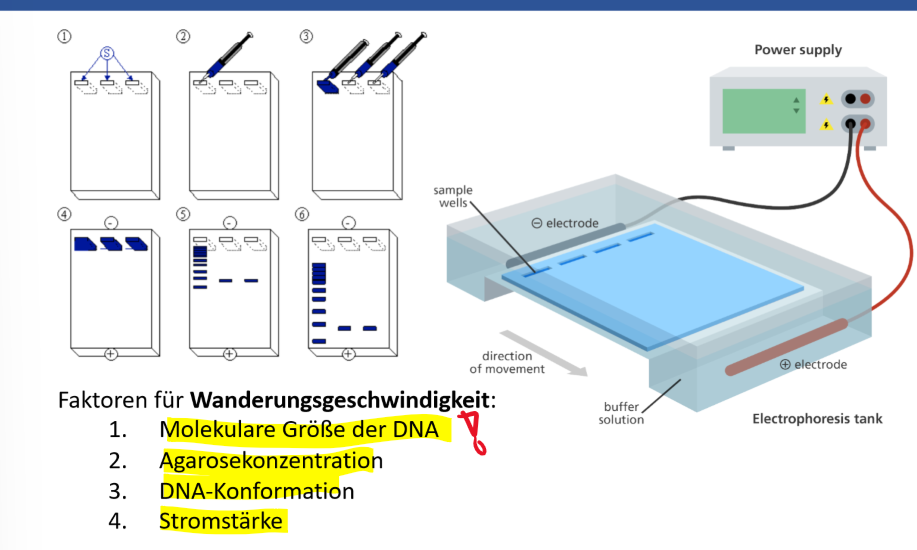 ①
②
③
S
④
⑤
⑥
-
-
-
+
+
+
Power supply
sample
wells
⊖ electrode
direction
of movement
⊕ electrode
buffer
solution
Electrophoresis tank
Faktoren für Wanderungsgeschwindigkeit:
1. Molekulare Größe der DNA
2. Agarosekonzentration
3. DNA-Konformation
4. Stromstärke